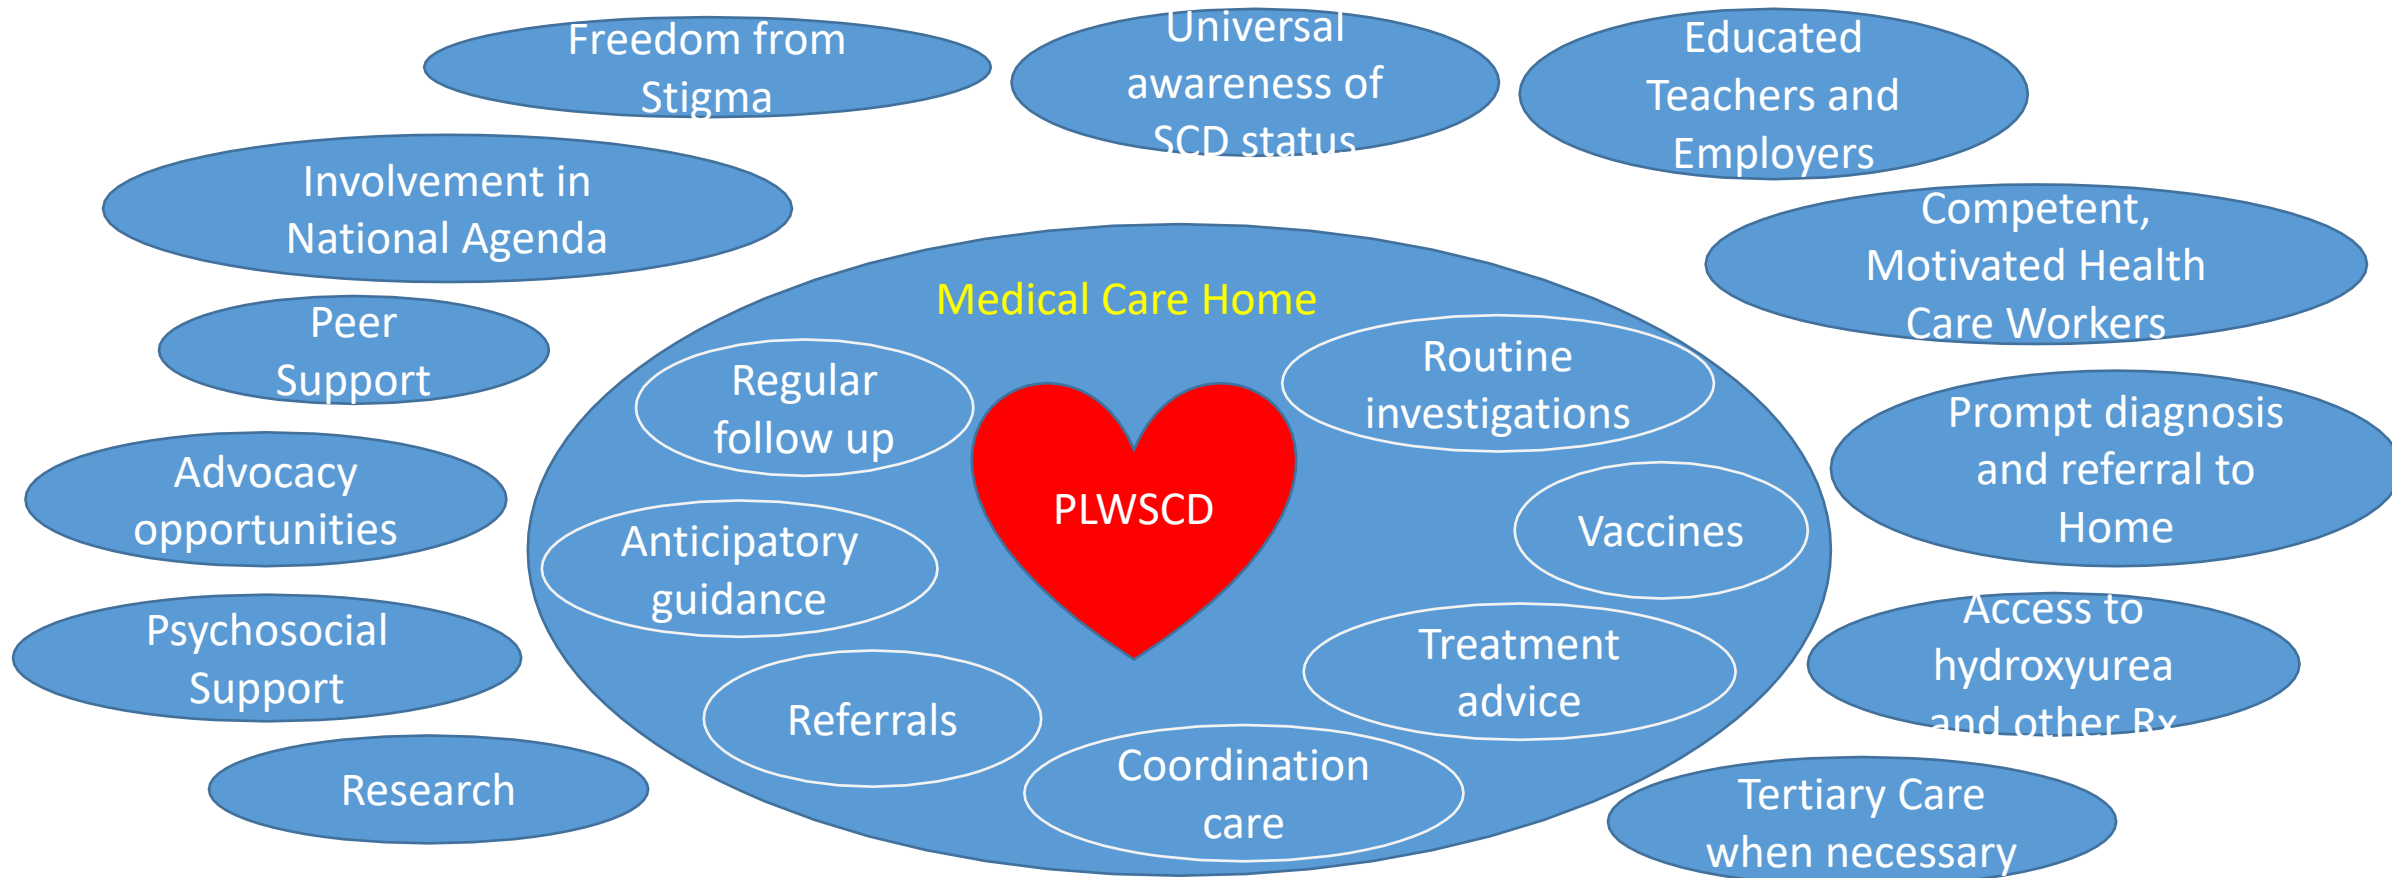 Freedom from
Stigma
Universal
awareness of
SCD status
Educated
Teachers and
Employers
Involvement in
National Agenda
Competent,
Motivated Health
Care Workers
Medical Care Home
Peer
Support
Regular
follow up
Routine
investigations
Prompt diagnosis
and referral to
Home
Advocacy
opportunities
PLWSCD
Vaccines
Anticipatory
guidance
Psychosocial
Support
Treatment
advice
Access to
hydroxyurea
and other Rx
Referrals
Research
Coordination
care
Tertiary Care
when necessary